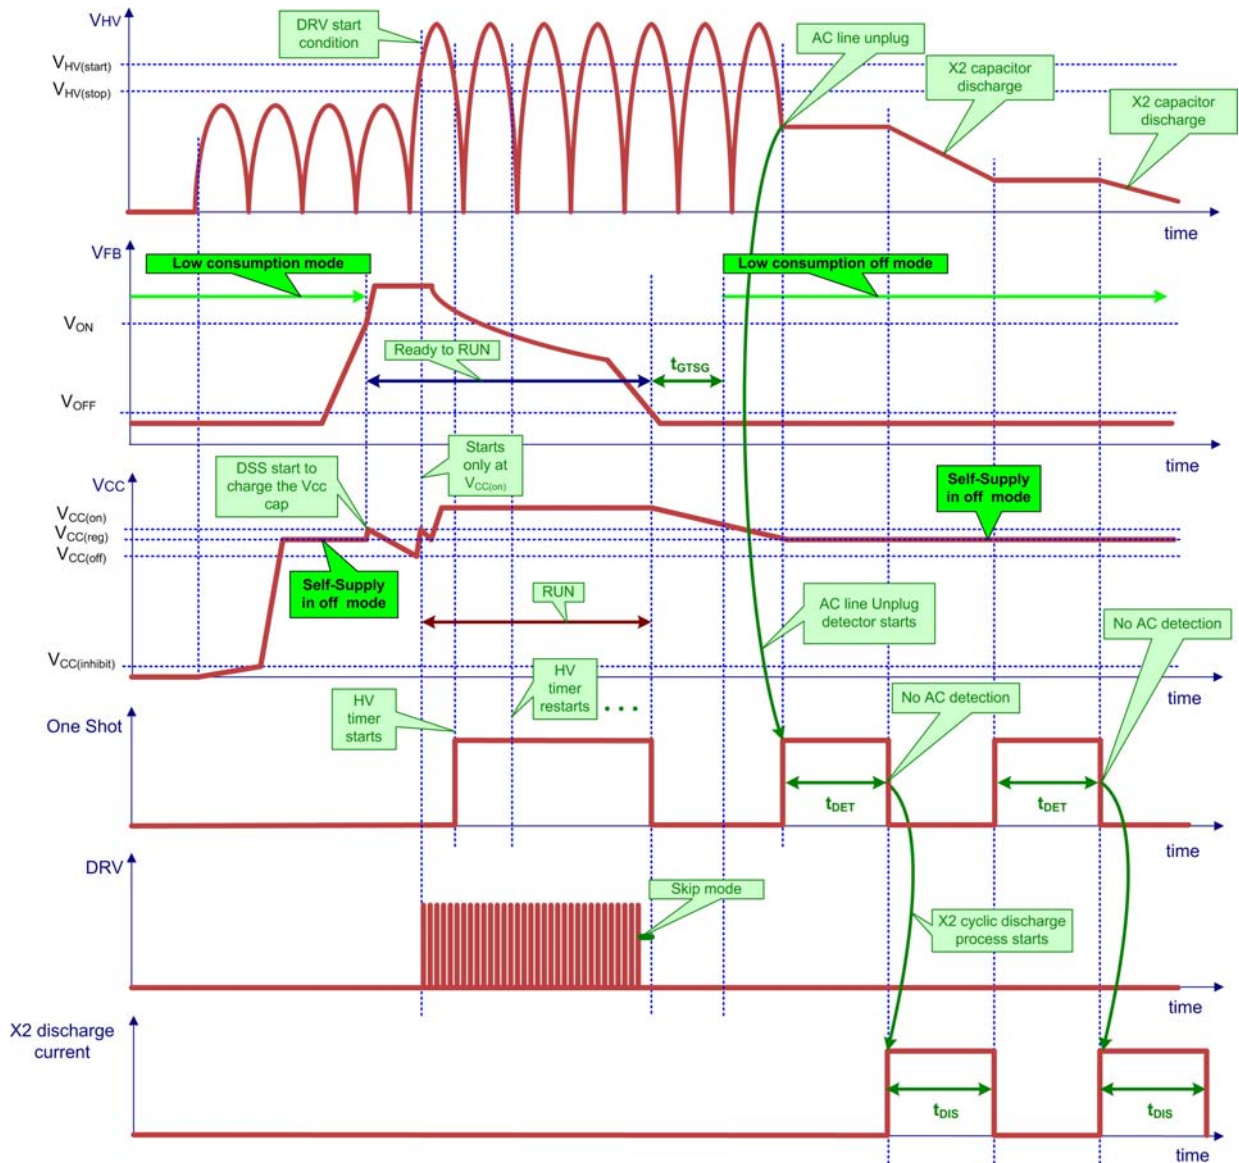 VHV
DRV start
condition
AC line unplug
X2 capacitor
discharge
X2 capacitor
discharge
VHV(start)
VHV(stop)
time
VFB
Low consumption mode
Low consumption off mode
VON
Ready to RUN
tGTSG
VOFF
time
VCC
DSS start to
charge the Vcc
cap
Starts
only at
VCC(on)
Self-Supply
in off mode
VCC(on)
VCC(reg)
VCC(off)
Self-Supply
in off mode
RUN
AC line Unplug
detector starts
No AC detection
VCC(inhibit)
time
HV
timer
restarts
. . .
One Shot
HV
timer
starts
No AC detection
tDET
tDET
time
DRV
Skip mode
X2 cyclic discharge
process starts
time
X2 discharge
current
tDIS
tDIS
time